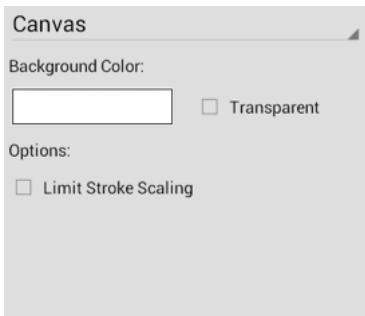 Canvas
Background Color:
Transparent
Options:
Limit Stroke Scaling